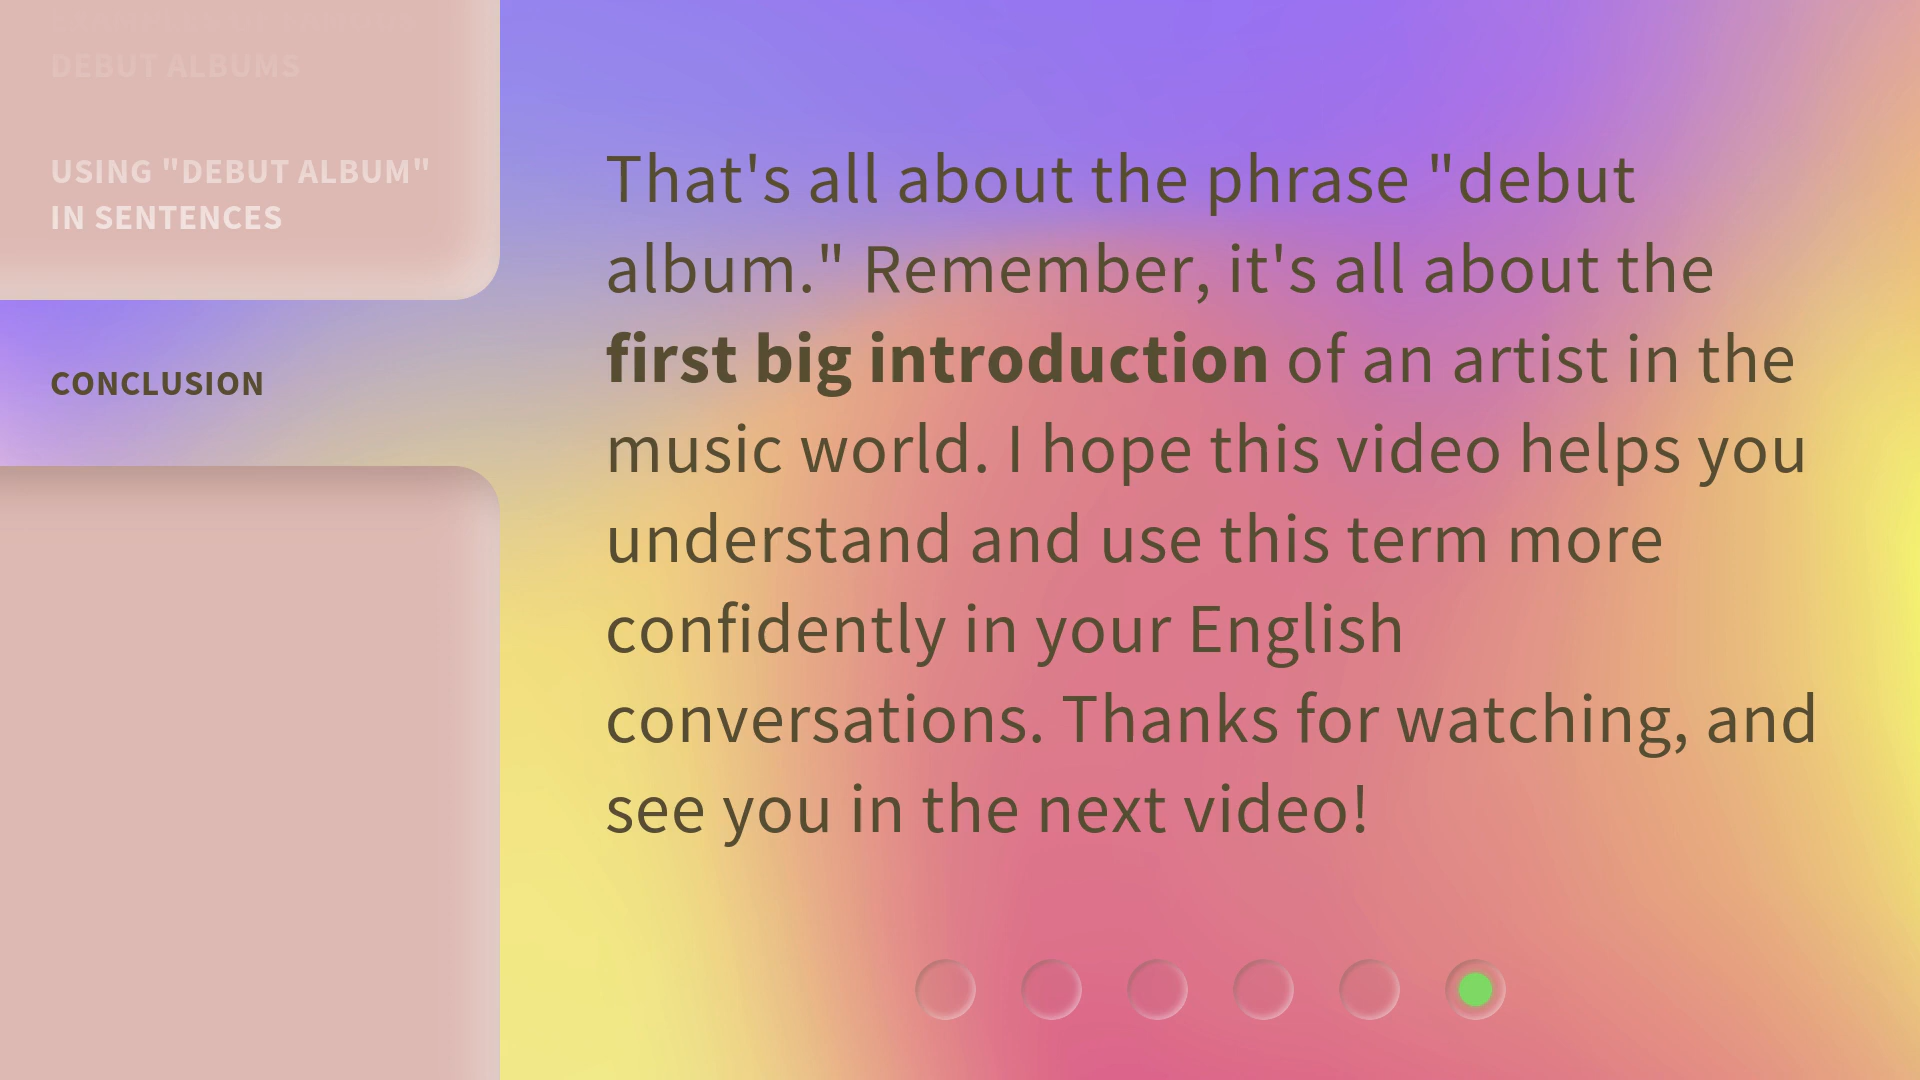 DEBUT ALBUMS
USING "DEBUT ALBUM"
IN SENTENCES
CONCLUSION
That's all about the phrase "debut
album." Remember, it's all about the
first big introduction of an artist in the
music world. I hope this video helps you
understand and use this term more
confidently in your English
conversations. Thanks for watching, and
see you in the next video!